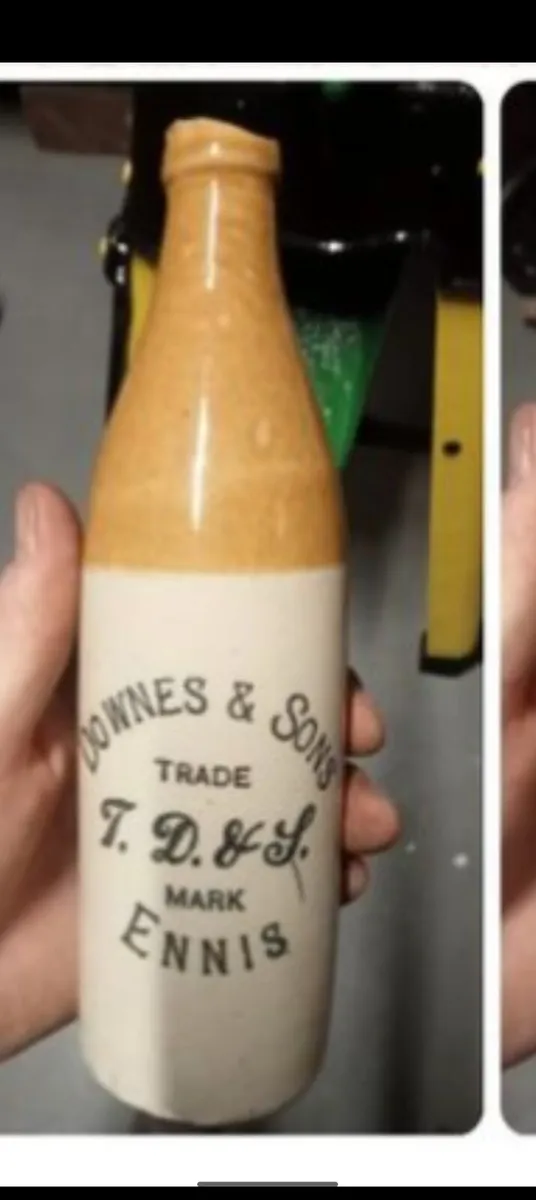 DOWNES & SONS
TRADE
T. D. & S.
MARK
ENNIS